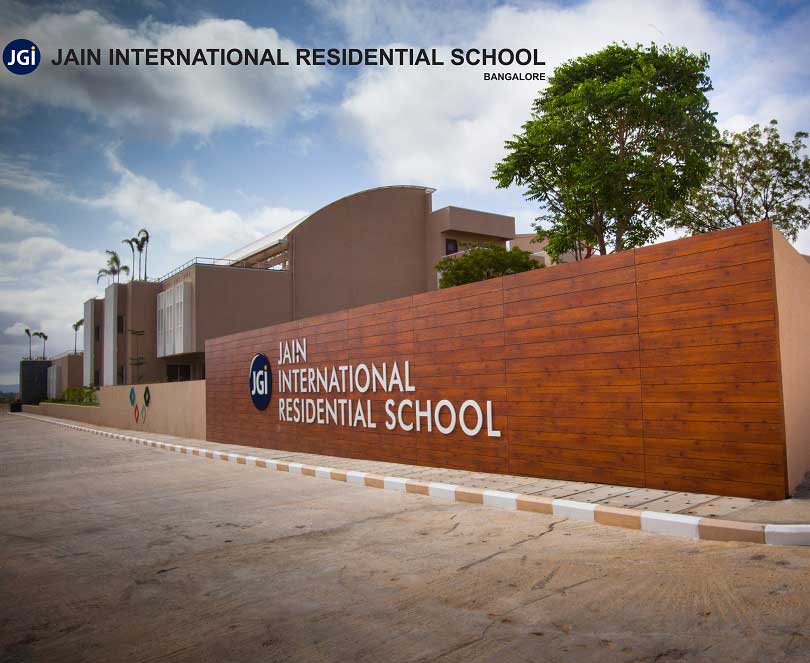 JGi JAIN INTERNATIONAL RESIDENTIAL SCHOOL
BANGALORE
JGi
JAIN
INTERNATIONAL
RESIDENTIAL SCHOOL